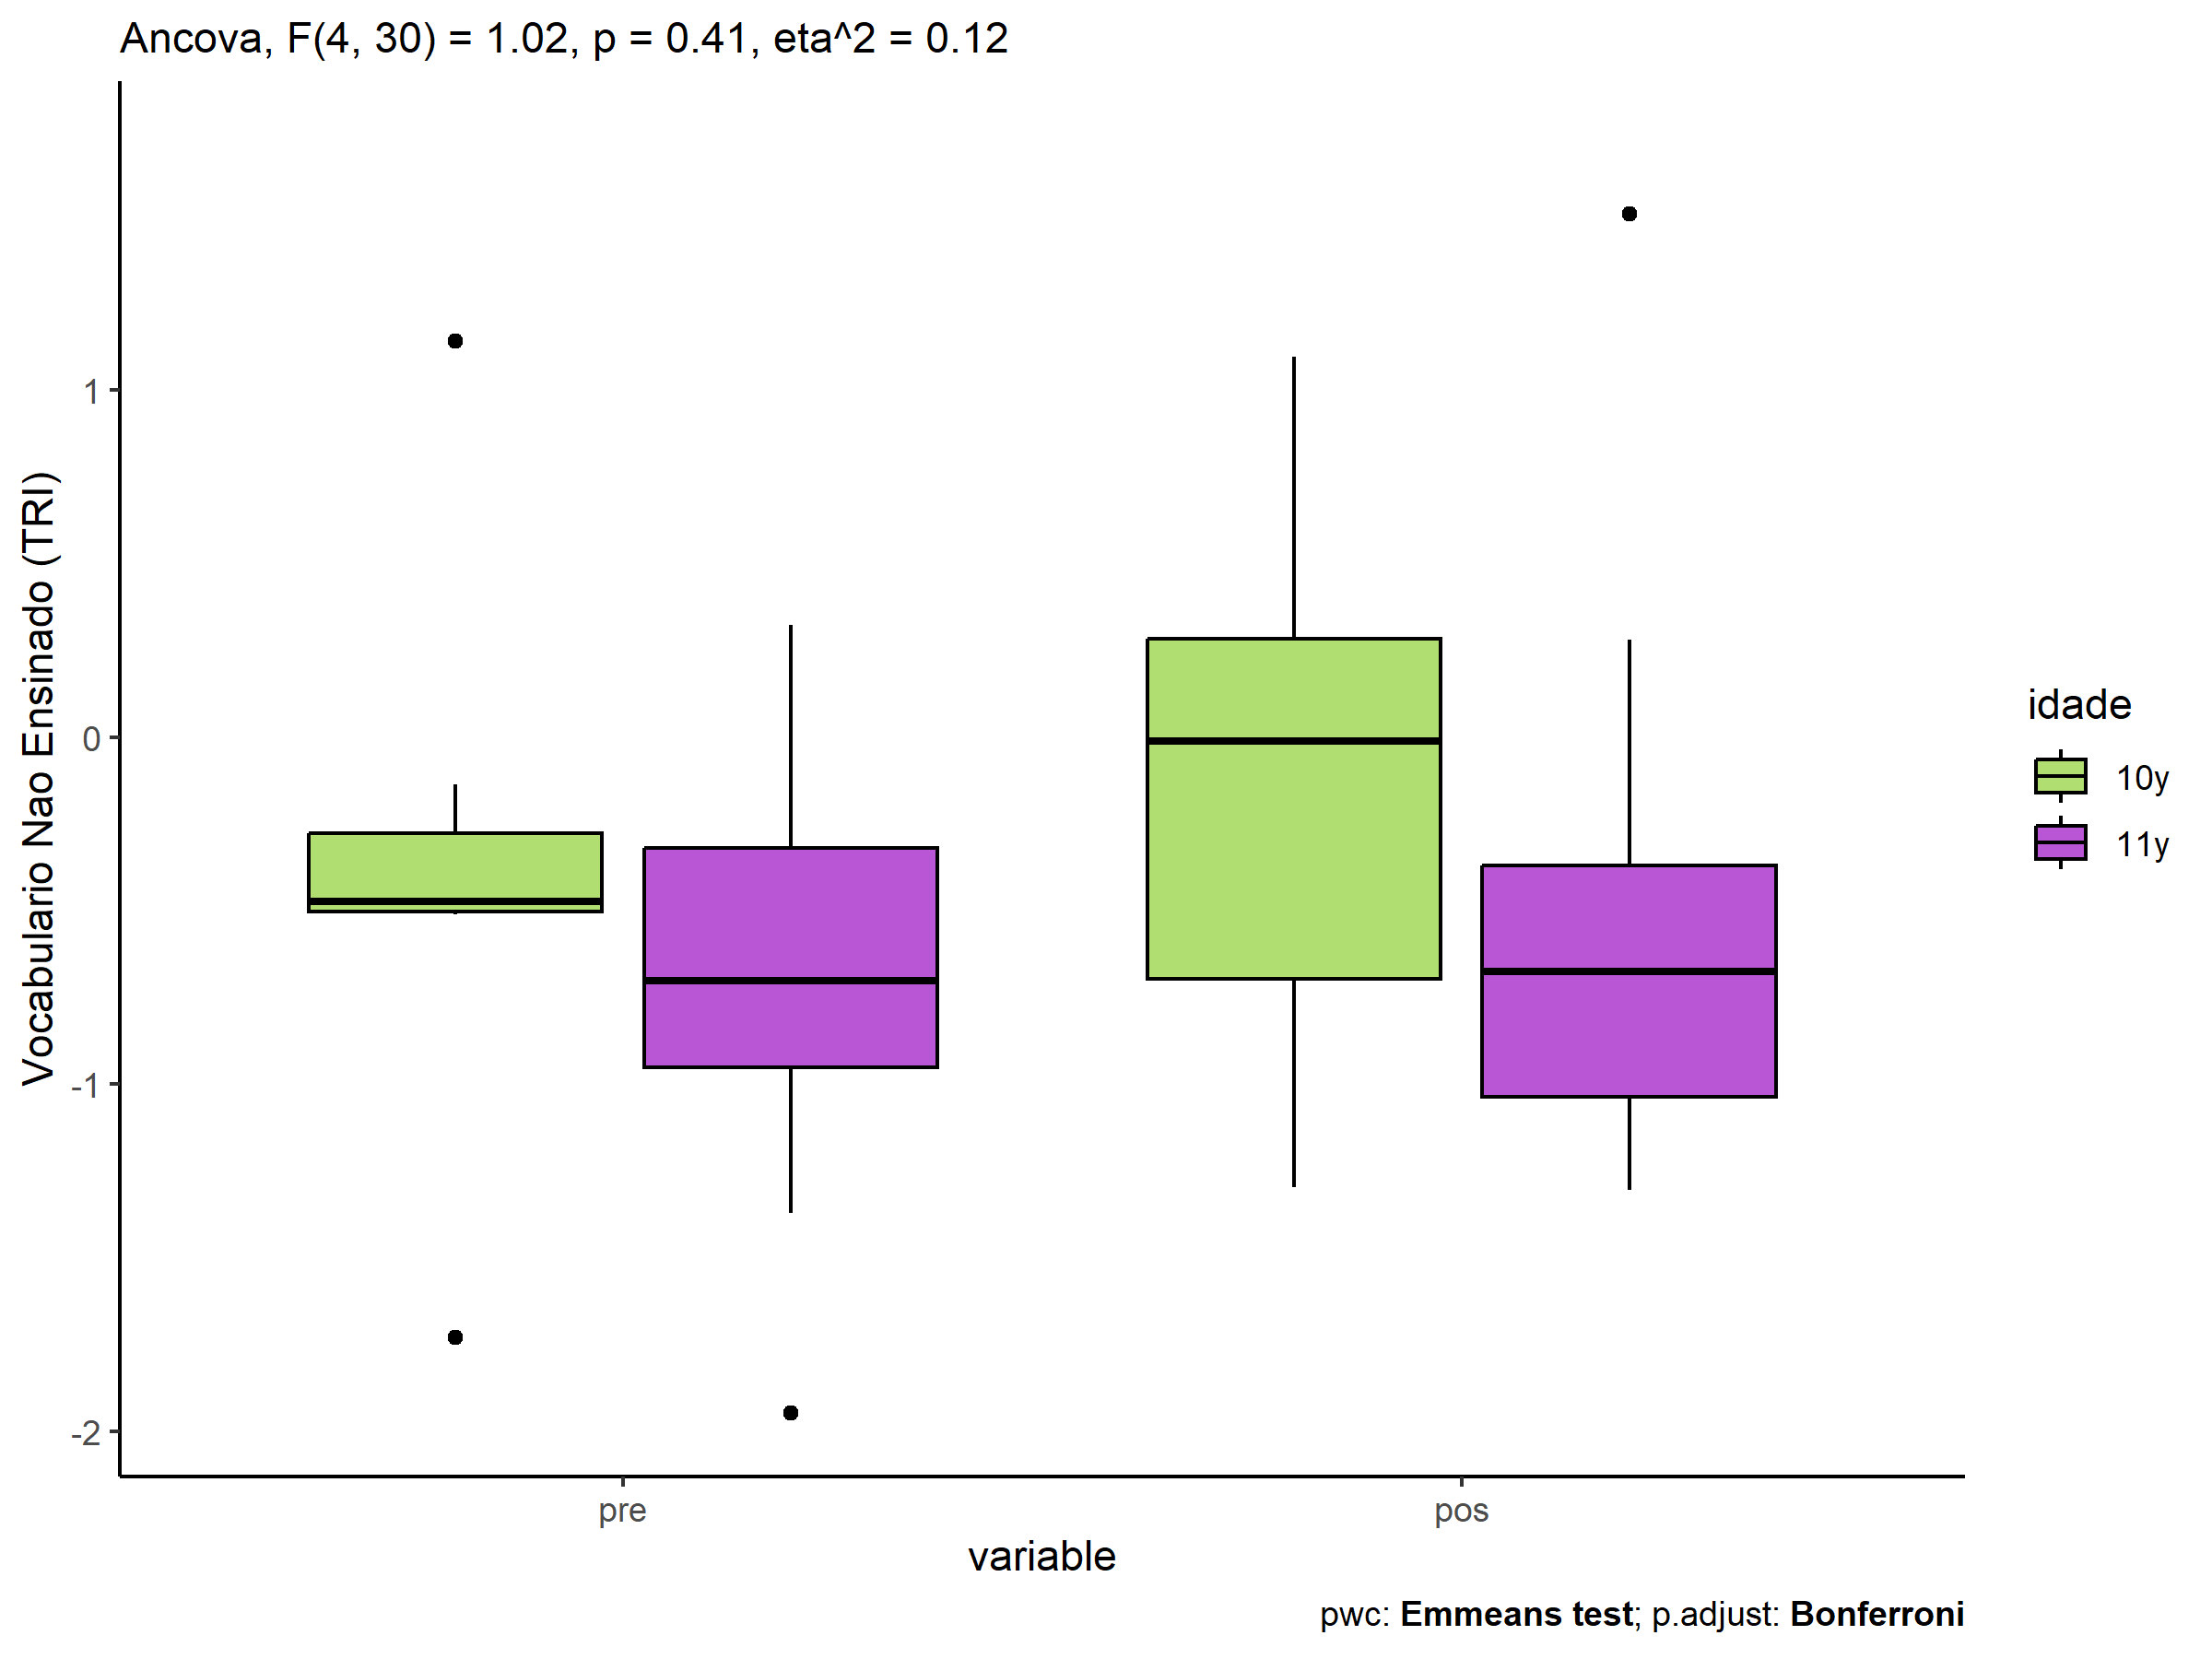 Ancova, F(4, 30) = 1.02, p = 0.41, eta^2 = 0.12
Vocabulario Nao Ensinado (TRI)
1
0
-1
-2
pre
pos
variable
idade
10y
11y
pwc: Emmeans test; p.adjust: Bonferroni